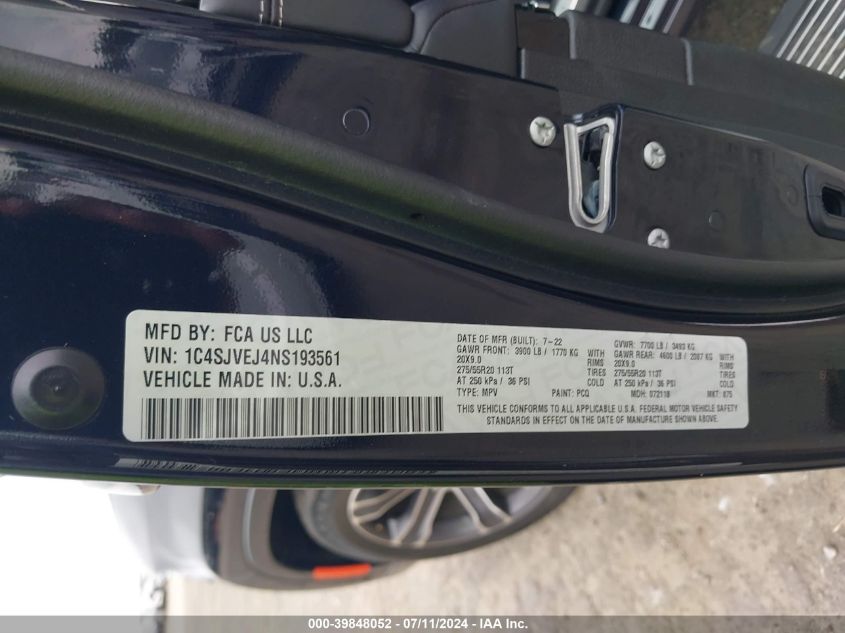 MFD BY: FCA US LLC
VIN: 1C4SJVEJ4NS193561
VEHICLE MADE IN: U.S.A.
DATE OF MFR (BUILT): 7-22 GVWR: 7700 LB / 3493 KG
GAWR FRONT: 3900 LB / 1770 KG WITH GAWR REAR: 4600 LB / 2087 KG WITH
20X9.0 RIMS 20X9.0 RIMS
275/55R20 113T TIRES 275/55R20 113T TIRES
AT 250 kPa / 36 PSI COLD AT 250 kPa / 36 PSI COLD
TYPE: MPV PAINT: PCQ MDH: 072118 MKT: 875
THIS VEHICLE CONFORMS TO ALL APPLICABLE U.S.A. FEDERAL MOTOR VEHICLE SAFETY
STANDARDS IN EFFECT ON THE DATE OF MANUFACTURE SHOWN ABOVE.
000-39848052 - 07/11/2024 - IAA Inc.